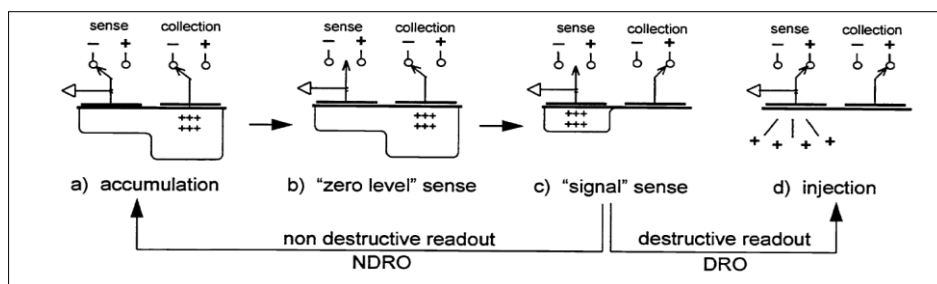 sense collection sense collection sense collection sense collection
− + − + − + − + − + − + − + − +
+++ +++ +++
+++ +++ +++
+ + + +
a) accumulation b) "zero level" sense c) "signal" sense d) injection
non destructive readout destructive readout
NDRO DRO